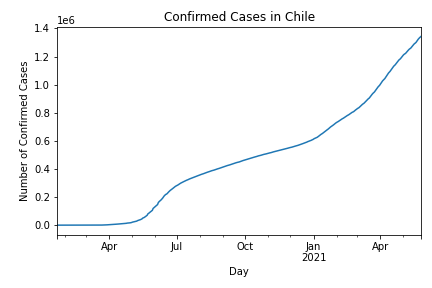 Confirmed Cases in Chile
1e6
1.4
1.2
1.0
0.8
0.6
0.4
0.2
0.0
Number of Confirmed Cases
Apr Jul Oct Jan Apr
2021
Day